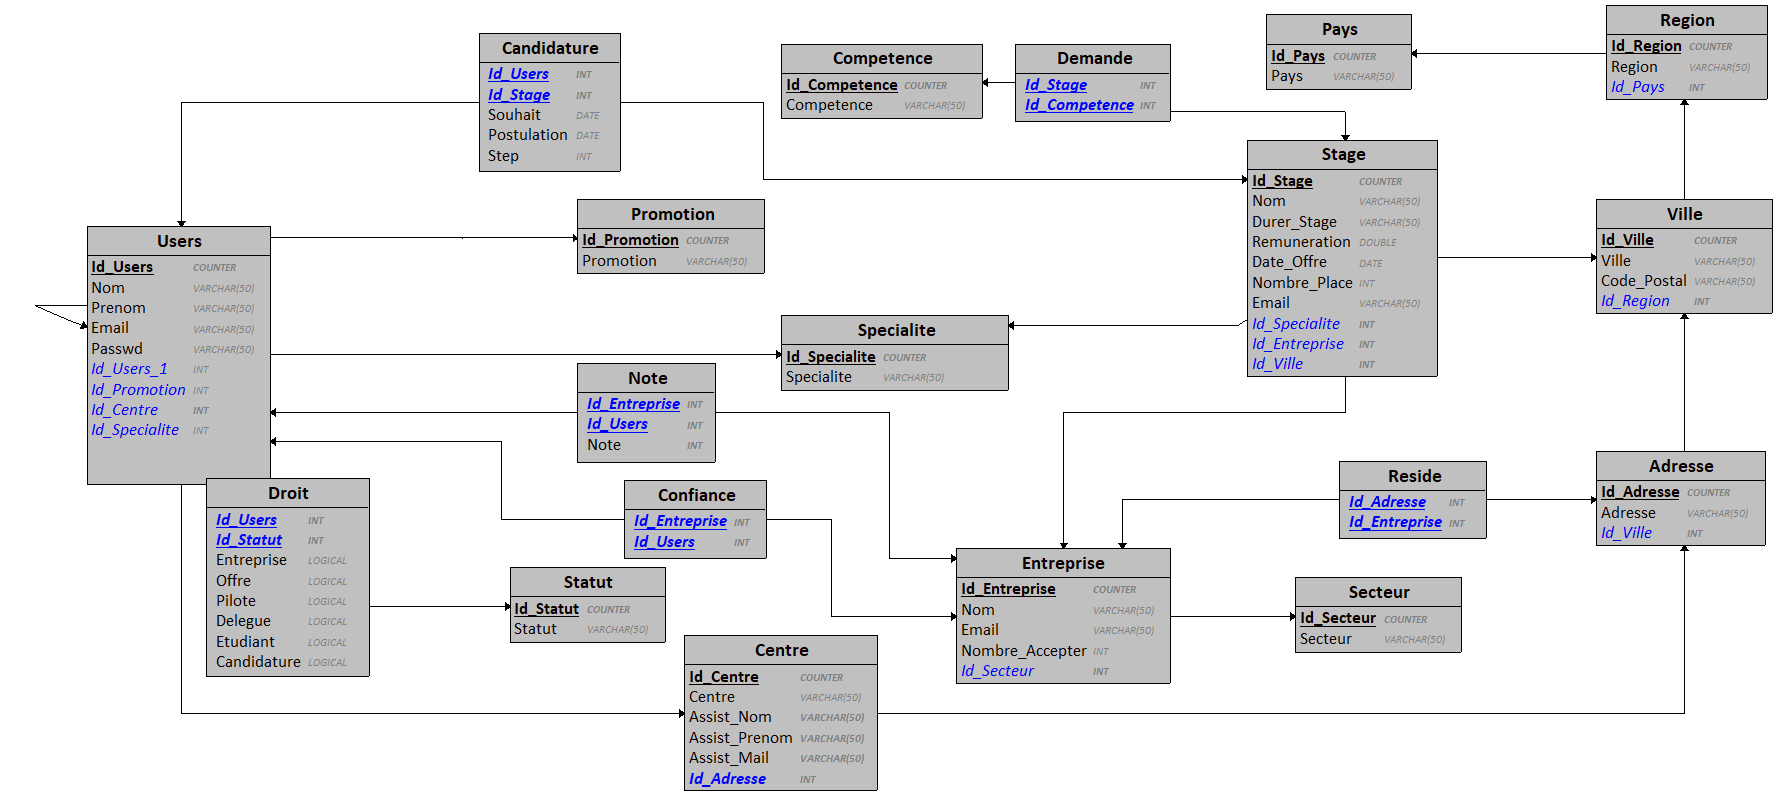 Candidature
Id_Users INT
Id_Stage INT
Souhait DATE
Postulation DATE
Step INT
Competence
Id_Competence COUNTER
Competence VARCHAR(50)
Demande
Id_Stage INT
Id_Competence INT
Pays
Id_Pays COUNTER
Pays VARCHAR(50)
Region
Id_Region COUNTER
Region VARCHAR(50)
Id_Pays INT
Stage
Id_Stage COUNTER
Nom VARCHAR(50)
Durer_Stage VARCHAR(50)
Remuneration DOUBLE
Date_Offre DATE
Nombre_Place INT
Email VARCHAR(50)
Id_Specialite INT
Id_Entreprise INT
Id_Ville INT
Promotion
Id_Promotion COUNTER
Promotion VARCHAR(50)
Ville
Id_Ville COUNTER
Ville VARCHAR(50)
Code_Postal VARCHAR(50)
Id_Region INT
Users
Id_Users COUNTER
Nom VARCHAR(50)
Prenom VARCHAR(50)
Email VARCHAR(50)
Passwd VARCHAR(50)
Id_Users_1 INT
Id_Promotion INT
Id_Centre INT
Id_Specialite INT
Specialite
Id_Specialite COUNTER
Specialite VARCHAR(50)
Note
Id_Entreprise INT
Id_Users INT
Note INT
Droit
Id_Users INT
Id_Statut INT
Entreprise LOGICAL
Offre LOGICAL
Pilote LOGICAL
Delegue LOGICAL
Etudiant LOGICAL
Candidature LOGICAL
Confiance
Id_Entreprise INT
Id_Users INT
Reside
Id_Adresse INT
Id_Entreprise INT
Adresse
Id_Adresse COUNTER
Adresse VARCHAR(50)
Id_Ville INT
Statut
Id_Statut COUNTER
Statut VARCHAR(50)
Entreprise
Id_Entreprise COUNTER
Nom VARCHAR(50)
Email VARCHAR(50)
Nombre_Accepter INT
Id_Secteur INT
Secteur
Id_Secteur COUNTER
Secteur VARCHAR(50)
Centre
Id_Centre COUNTER
Centre VARCHAR(50)
Assist_Nom VARCHAR(50)
Assist_Prenom VARCHAR(50)
Assist_Mail VARCHAR(50)
Id_Adresse INT